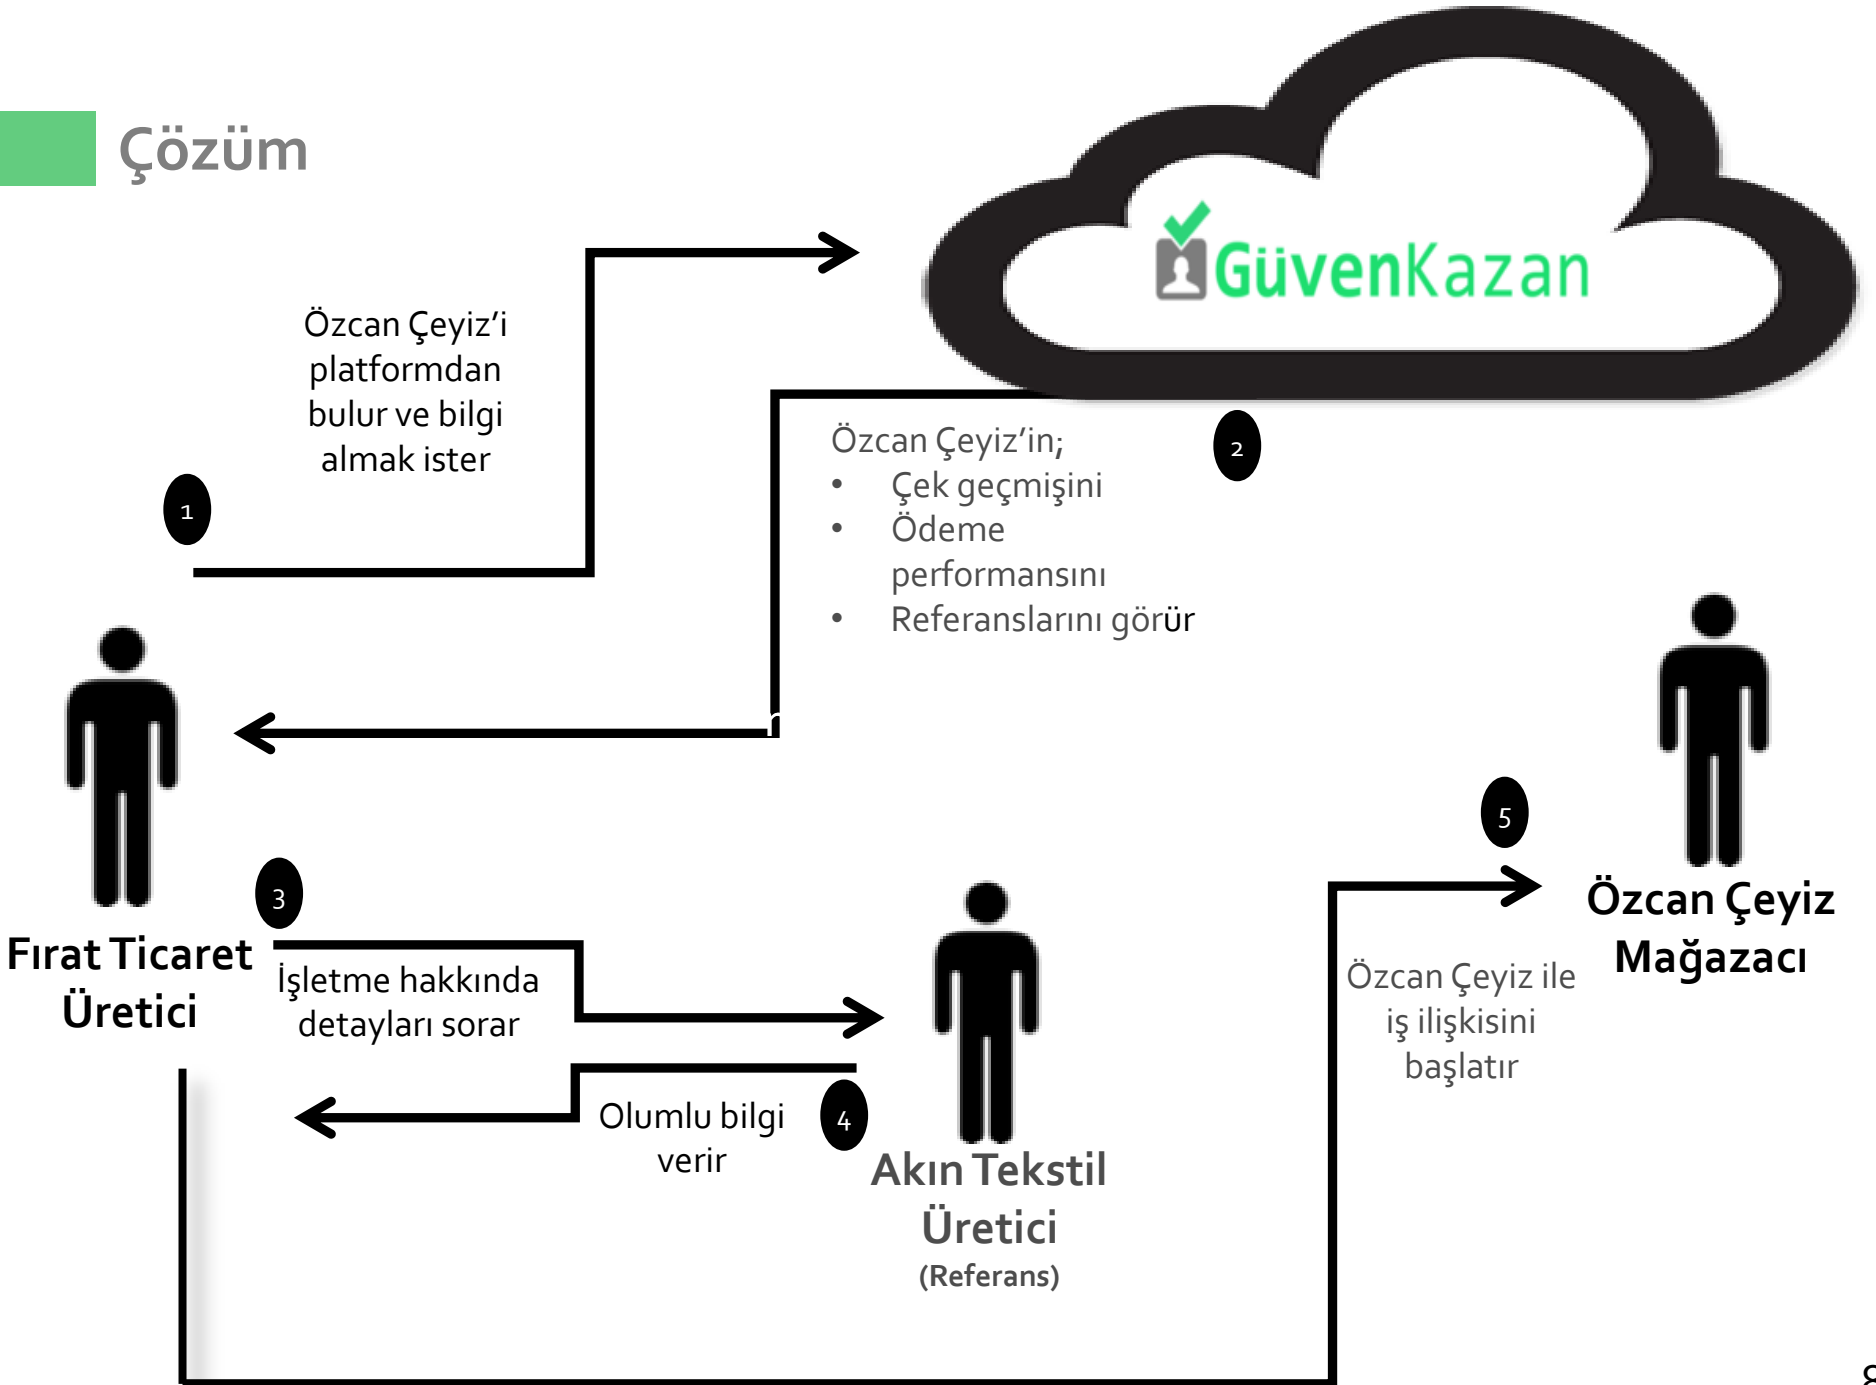 Çözüm
GüvenKazan
Özcan Çeyiz’i
platformdan
bulur ve bilgi
almak ister
1
Özcan Çeyiz’in;
• Çek geçmişini
• Ödeme
performansını
• Referanslarını görür
2
3
Fırat Ticaret
Üretici
İşletme hakkında
detayları sorar
Olumlu bilgi
verir
4
Akın Tekstil
Üretici
(Referans)
5
Özcan Çeyiz
Mağazacı
Özcan Çeyiz ile
iş ilişkisini
başlatır